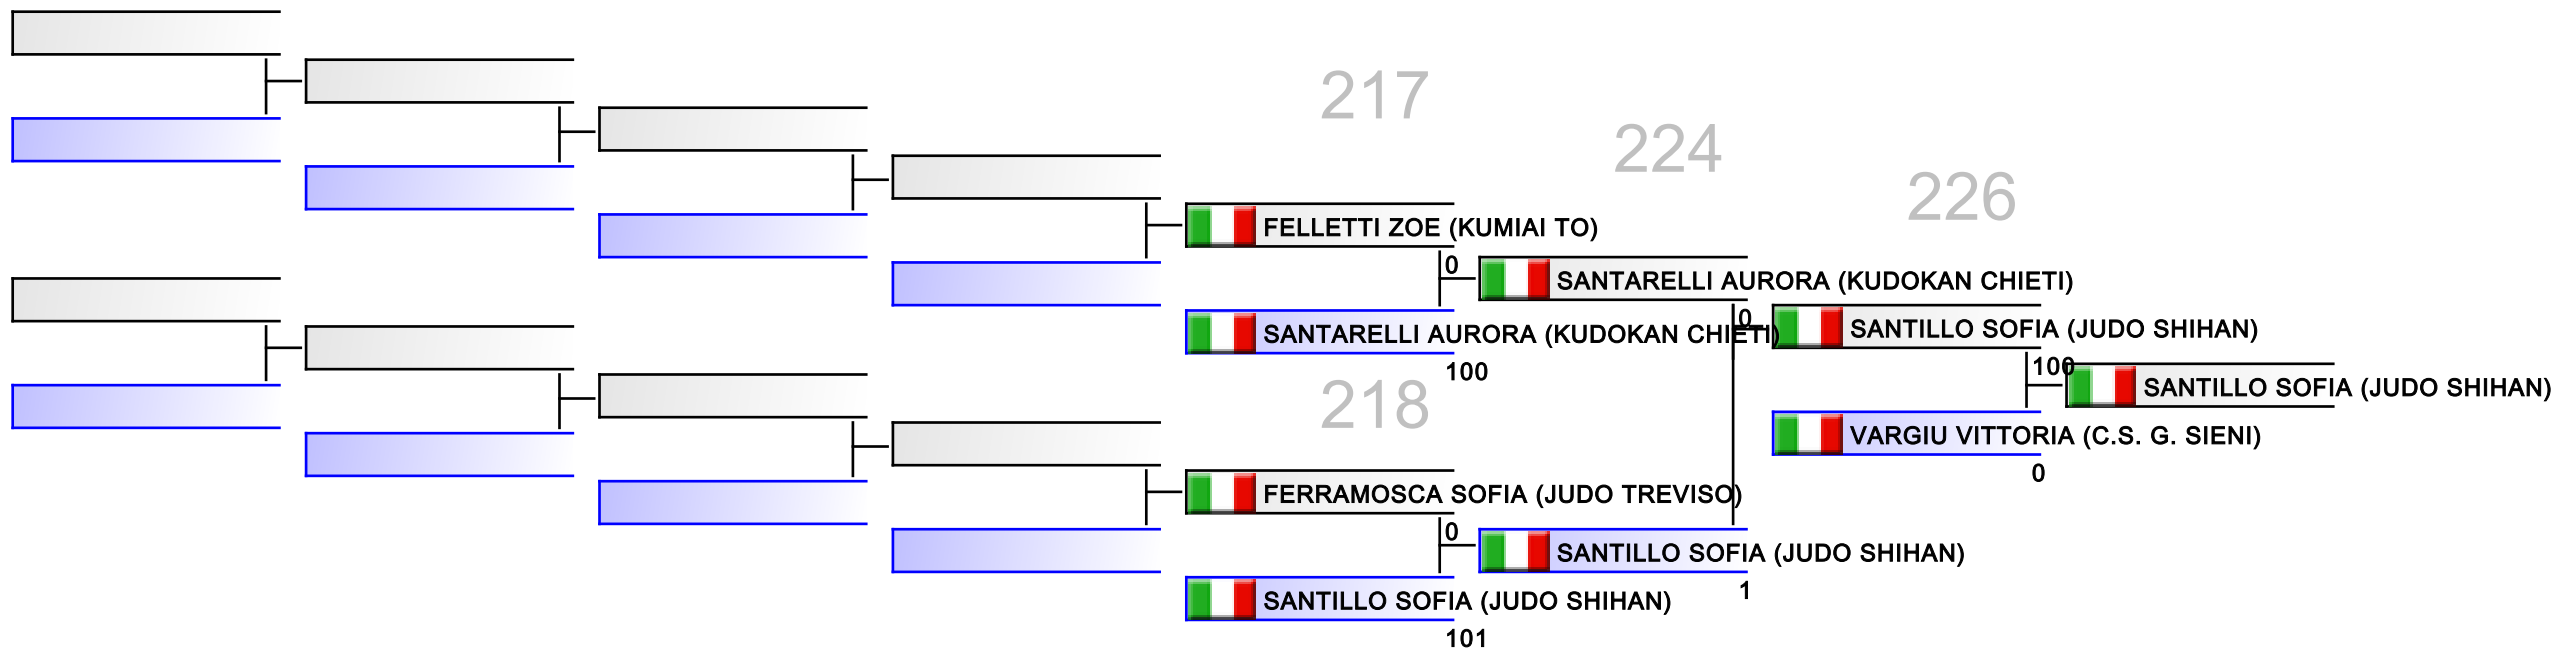 217
224
226
FELLETTI ZOE (KUMIAI TO)
0
SANTARELLI AURORA (KUDOKAN CHIETI)
SANTARELLI AURORA (KUDOKAN CHIETI)
100
0
SANTILLO SOFIA (JUDO SHIHAN)
100
SANTILLO SOFIA (JUDO SHIHAN)
VARGIU VITTORIA (C.S. G. SIENI)
0
218
FERRAMOSCA SOFIA (JUDO TREVISO)
0
SANTILLO SOFIA (JUDO SHIHAN)
1
SANTILLO SOFIA (JUDO SHIHAN)
101